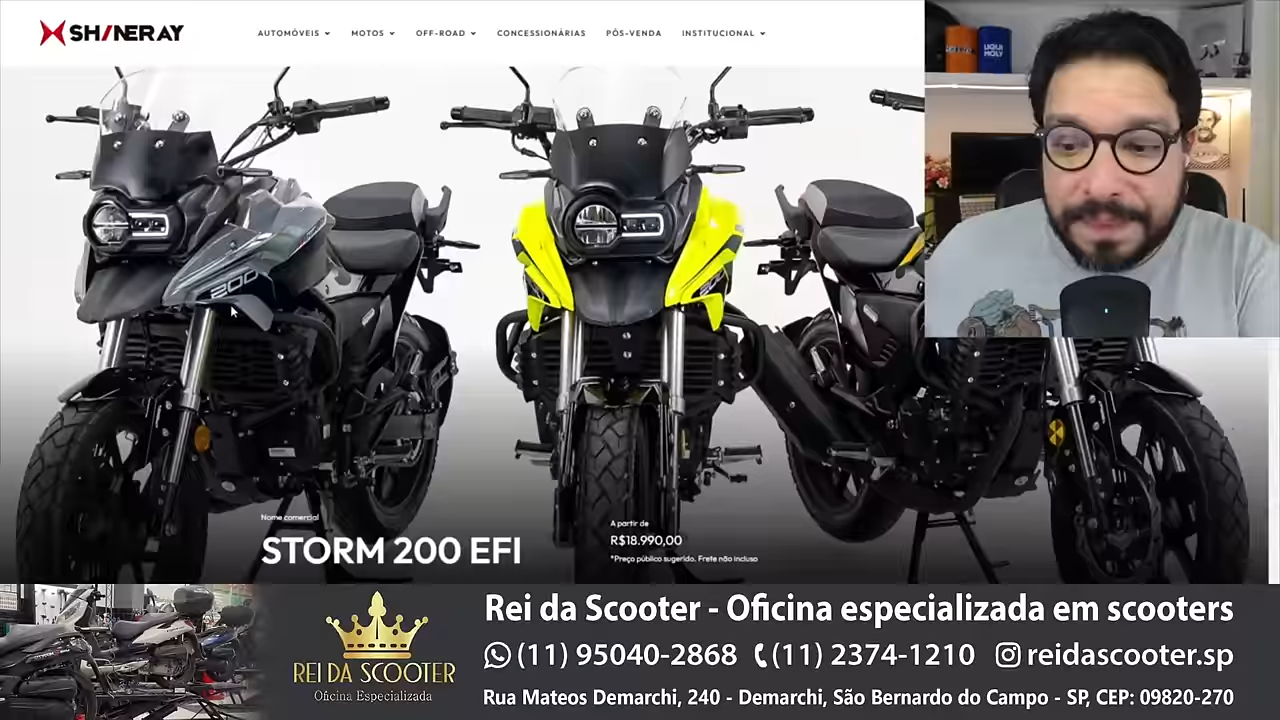 SHINERAY
AUTOMÓVEIS MOTOS OFF-ROAD CONCESSIONÁRIAS PÓS-VENDA INSTITUCIONAL
LIQUI
MOLY
200
Nome comercial
STORM 200 EFI
A partir de
R$18.990,00
*Preço público sugerido. Frete não incluso
REI DA SCOOTER
Oficina Especializada
Rei da Scooter - Oficina especializada em scooters
(11) 95040-2868 (11) 2374-1210 reidascooter.sp
Rua Mateos Demarchi, 240 - Demarchi, São Bernardo do Campo - SP, CEP: 09820-270